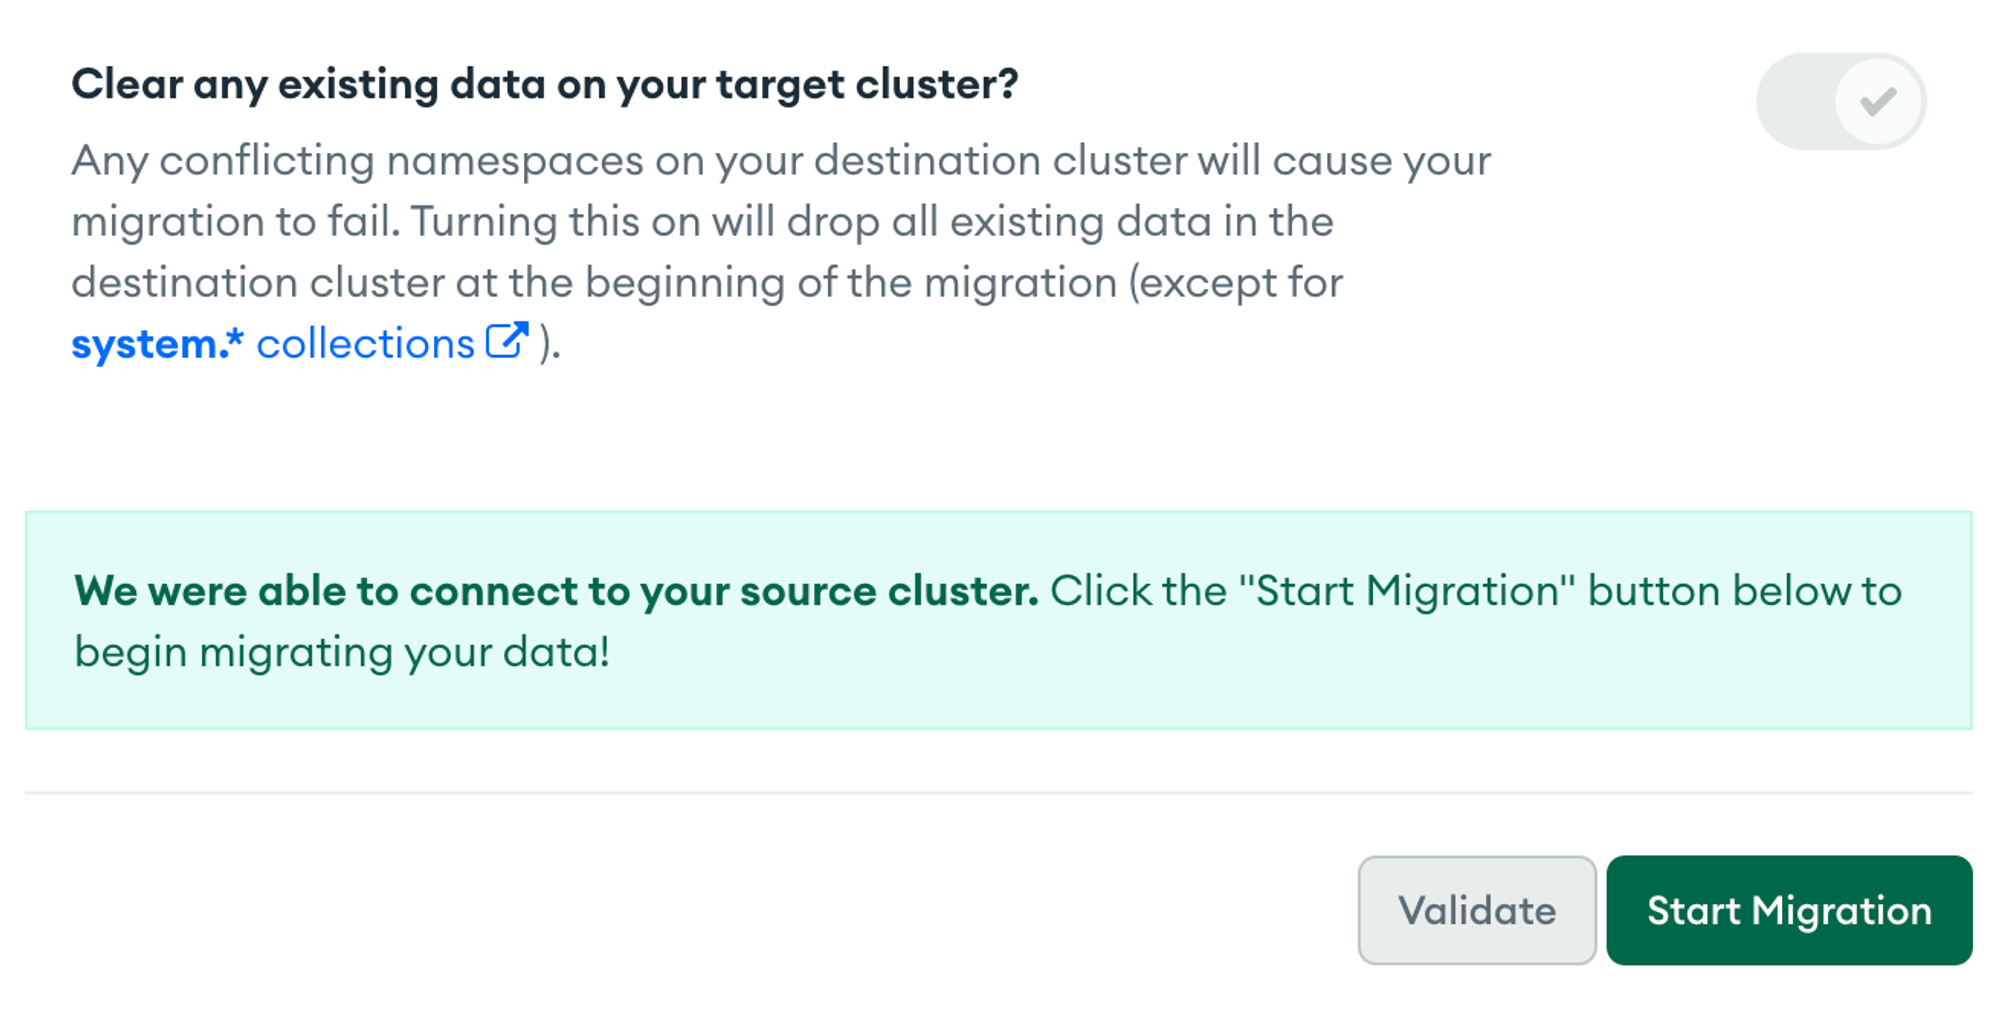 Clear any existing data on your target cluster?
Any conflicting namespaces on your destination cluster will cause your
migration to fail. Turning this on will drop all existing data in the
destination cluster at the beginning of the migration (except for
system.* collections ).
We were able to connect to your source cluster. Click the "Start Migration" button below to
begin migrating your data!
Validate
Start Migration